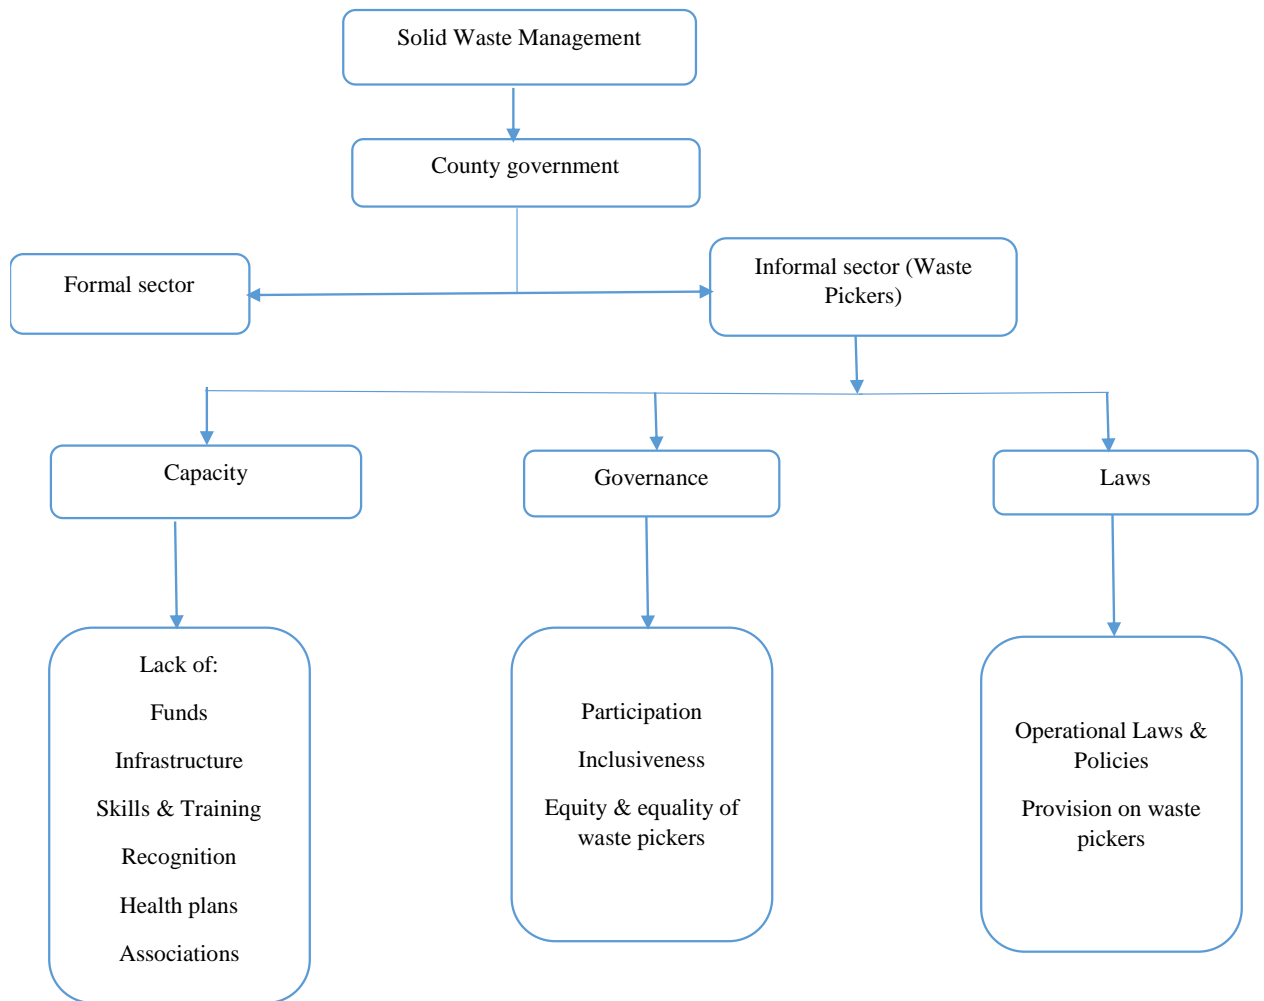 Solid Waste Management
County government
Formal sector
Informal sector (Waste
Pickers)
Capacity
Governance
Laws
Lack of:
Funds
Infrastructure
Skills & Training
Recognition
Health plans
Associations
Participation
Inclusiveness
Equity & equality of
waste pickers
Operational Laws &
Policies
Provision on waste
pickers